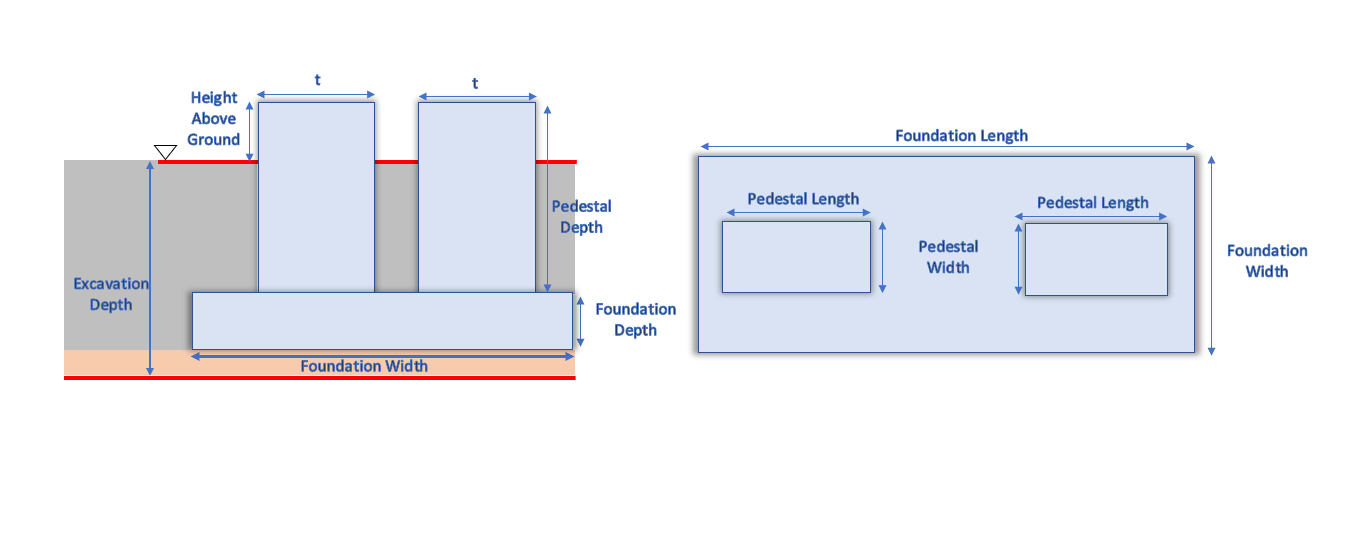 t
t
Height
Above
Ground
Pedestal
Depth
Excavation
Depth
Foundation
Depth
Foundation Width
Foundation Length
Pedestal Length
Pedestal Length
Pedestal
Width
Foundation
Width